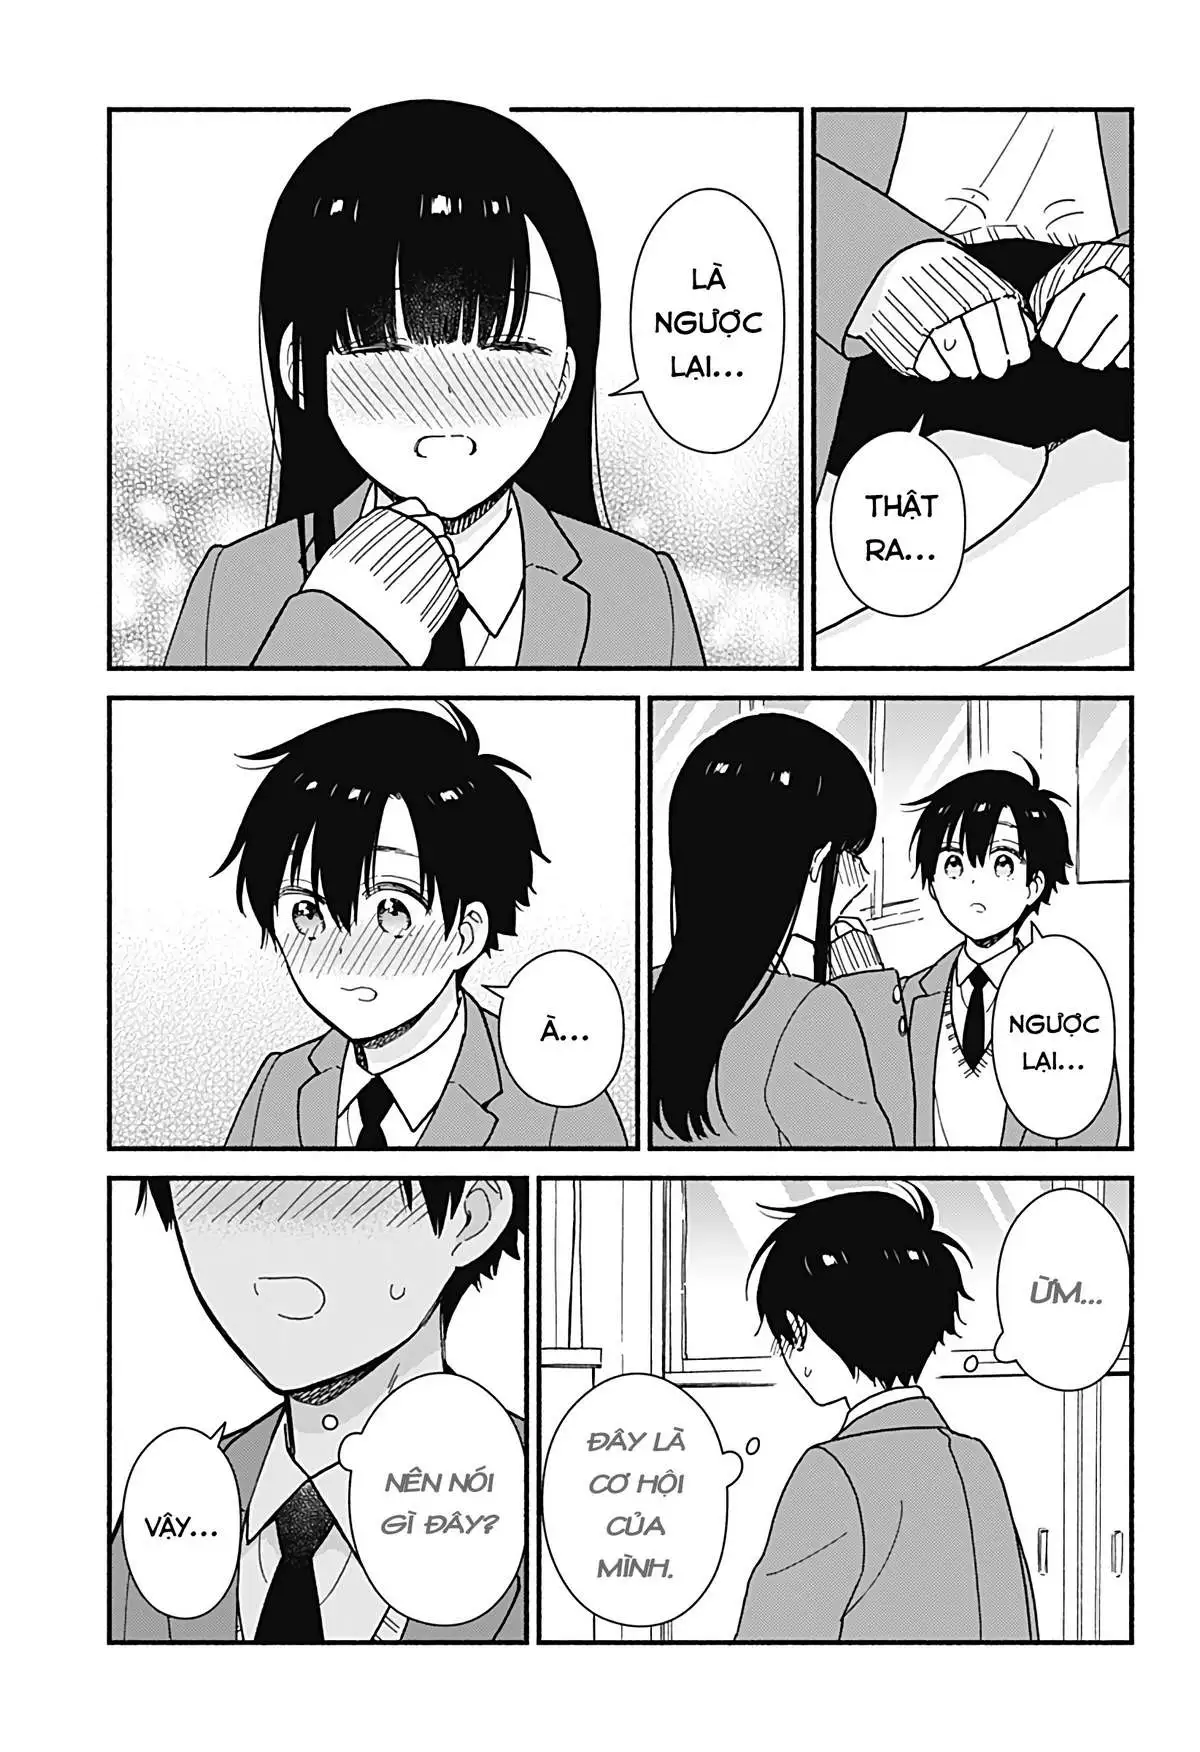 THẬT
RA...
LÀ
NGƯỢC
LẠI...
NGƯỢC
LẠI...
À...
ỪM...
ĐÂY LÀ
CƠ HỘI
CỦA
MÌNH.
NÊN NÓI
GÌ ĐÂY?
VẬY...